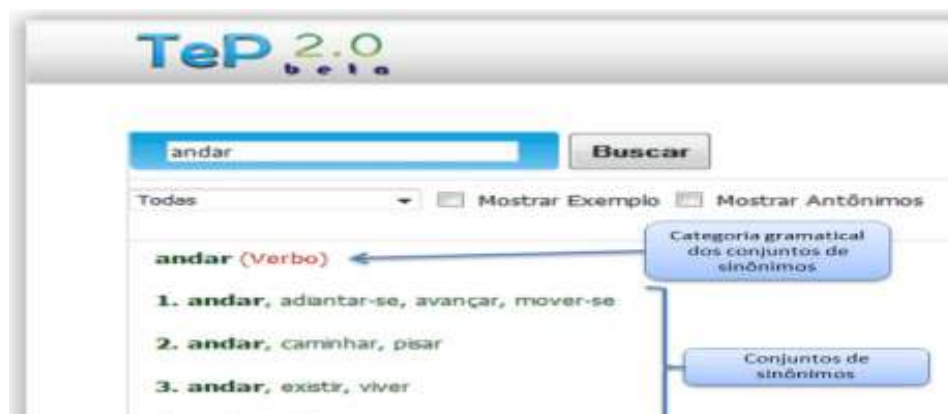 TeP 2.0
beta
andar
Buscar
Todas
Mostrar Exemplo
Mostrar Antônimos
Categoria gramatical
dos conjuntos de
sinônimos
andar (Verbo)
1. andar, adiantar-se, avançar, mover-se
2. andar, caminhar, pisar
Conjuntos de
sinônimos
3. andar, existir, viver